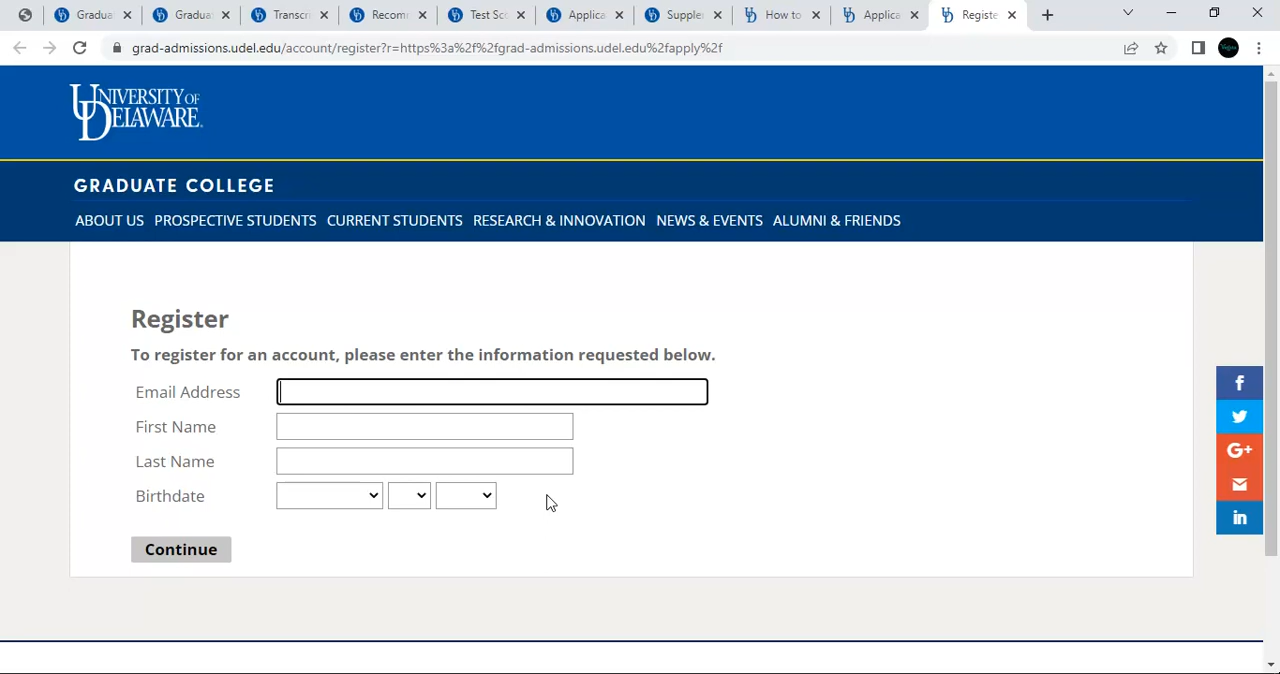 Gradua
Gradua
Transcri
Recomm
Test Sc
Applica
Supple
How to
Applica
Registe
grad-admissions.udel.edu/account/register?r=https%3a%2f%2fgrad-admissions.udel.edu%2fapply%2f
UNIVERSITY OF
DELAWARE.
GRADUATE COLLEGE
ABOUT US PROSPECTIVE STUDENTS CURRENT STUDENTS RESEARCH & INNOVATION NEWS & EVENTS ALUMNI & FRIENDS
Register
To register for an account, please enter the information requested below.
Email Address
First Name
Last Name
Birthdate
Continue